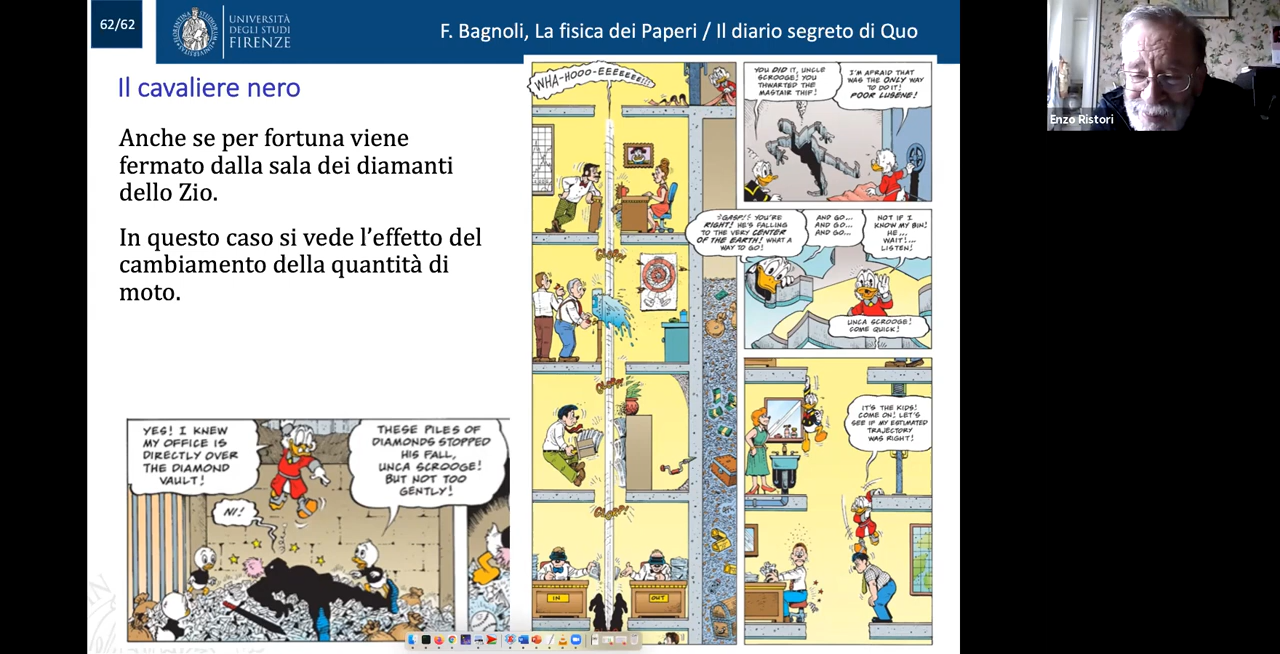 62/62
UNIVERSITÀ
DEGLI STUDI
FIRENZE
F. Bagnoli, La fisica dei Paperi / Il diario segreto di Quo
Il cavaliere nero
Anche se per fortuna viene
fermato dalla sala dei diamanti
dello Zio.
In questo caso si vede l’effetto del
cambiamento della quantità di
moto.
YES! I KNEW
MY OFFICE IS
DIRECTLY OVER
THE DIAMOND
VAULT!
THESE PILES OF
DIAMONDS STOPPED
HIS FALL,
UNCA SCROOGE!
BUT NOT TOO
GENTLY!
NI!
WHA-HOOO-EEEEEEE!!!
GLORP!
GLORP!
GLORP!
IN
OUT
YOU DID IT, UNCLE
SCROOGE! YOU
THWARTED THE
MASTAIR THIF!
I'M AFRAID THAT
WAS THE ONLY WAY
TO DO IT!
POOR LUSENE!
:GASP!: YOU'RE
RIGHT! HE'S FALLING
TO THE VERY CENTER
OF THE EARTH! WHAT A
WAY TO GO!
AND GO...
AND GO...
AND GO...
NOT IF I
KNOW MY BIN!
HE...
WAIT!...
LISTEN!
UNCA SCROOGE!
COME QUICK!
IT'S THE KIDS!
COME ON! LET'S
SEE IF MY ESTIMATED
TRAJECTORY
WAS RIGHT!
Enzo Ristori